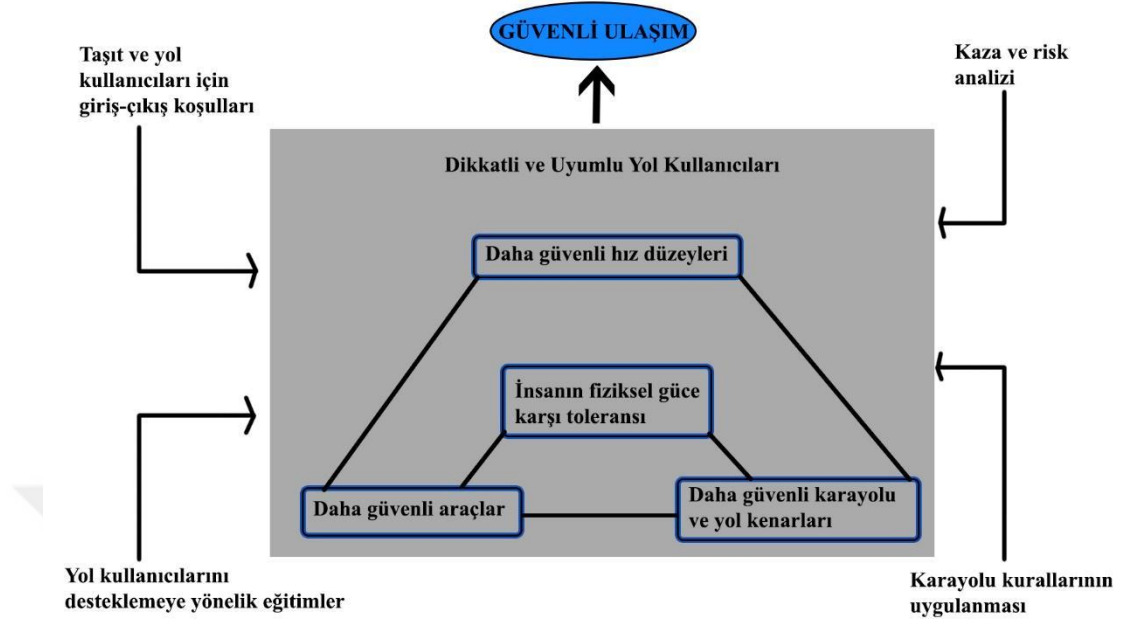 GÜVENLİ ULAŞIM
Taşıt ve yol
kullanıcıları için
giriş-çıkış koşulları
Kaza ve risk
analizi
Dikkatli ve Uyumlu Yol Kullanıcıları
Daha güvenli hız düzeyleri
İnsanın fiziksel güce
karşı toleransı
Daha güvenli araçlar
Daha güvenli karayolu
ve yol kenarları
Yol kullanıcılarını
desteklemeye yönelik eğitimler
Karayolu kurallarının
uygulanması